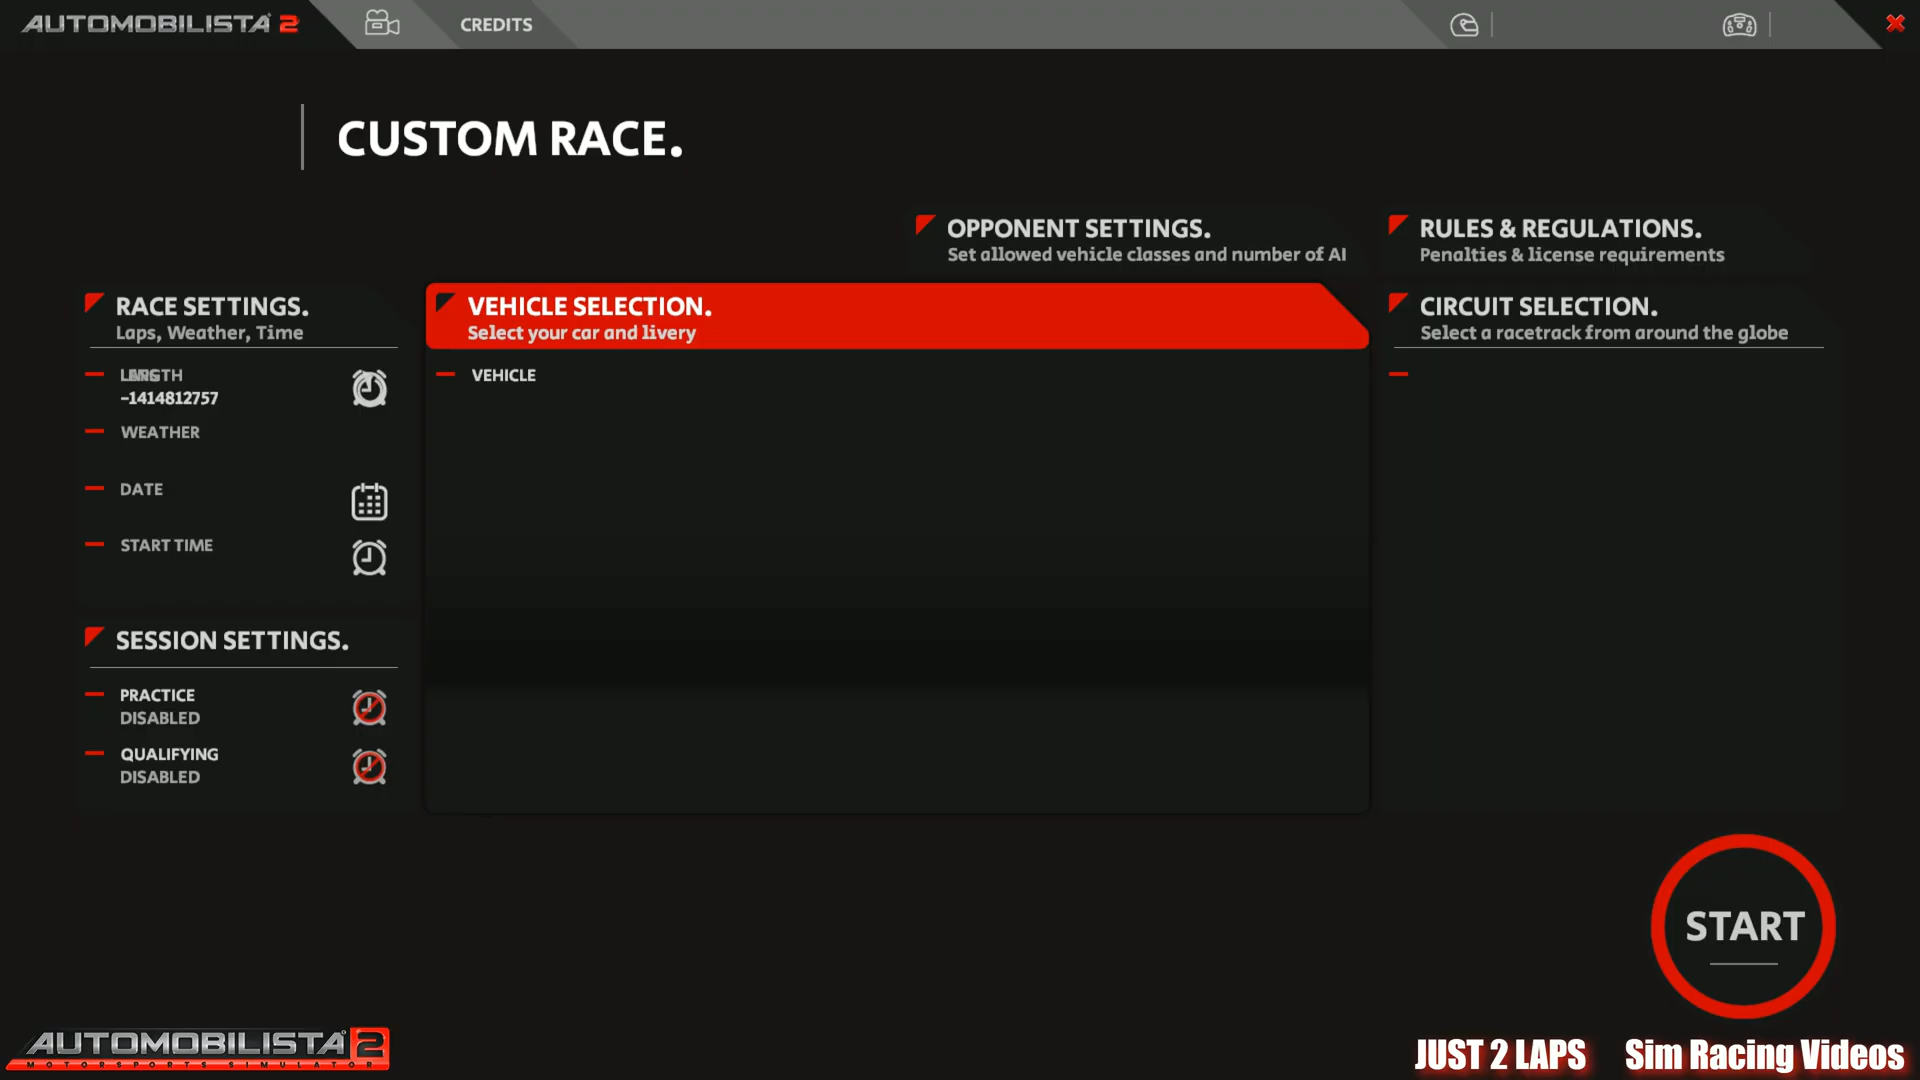 AUTOMOBILISTA 2
CREDITS
CUSTOM RACE.
OPPONENT SETTINGS.
Set allowed vehicle classes and number of AI
RULES & REGULATIONS.
Penalties & license requirements
RACE SETTINGS.
Laps, Weather, Time
VEHICLE SELECTION.
Select your car and livery
CIRCUIT SELECTION.
Select a racetrack from around the globe
-1414812757
WEATHER
DATE
START TIME
VEHICLE
SESSION SETTINGS.
PRACTICE
DISABLED
QUALIFYING
DISABLED
START
AUTOMOBILISTA 2
MOTORSPORTS SIMULATOR
JUST 2 LAPS
Sim Racing Videos